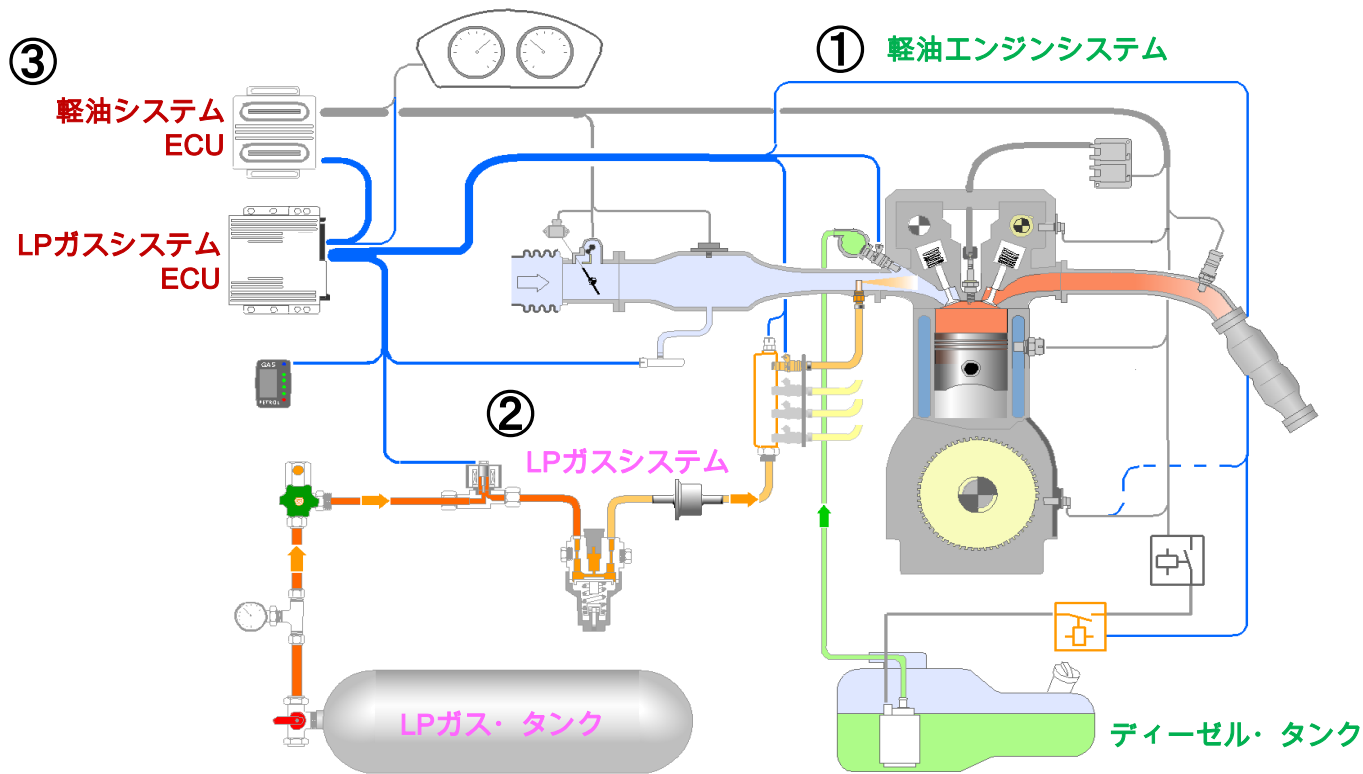 ③
① 軽油エンジンシステム
軽油システム
ECU
LPガスシステム
ECU
GAS
PETROL
②
LPガスシステム
LPガス・タンク
ディーゼル・タンク